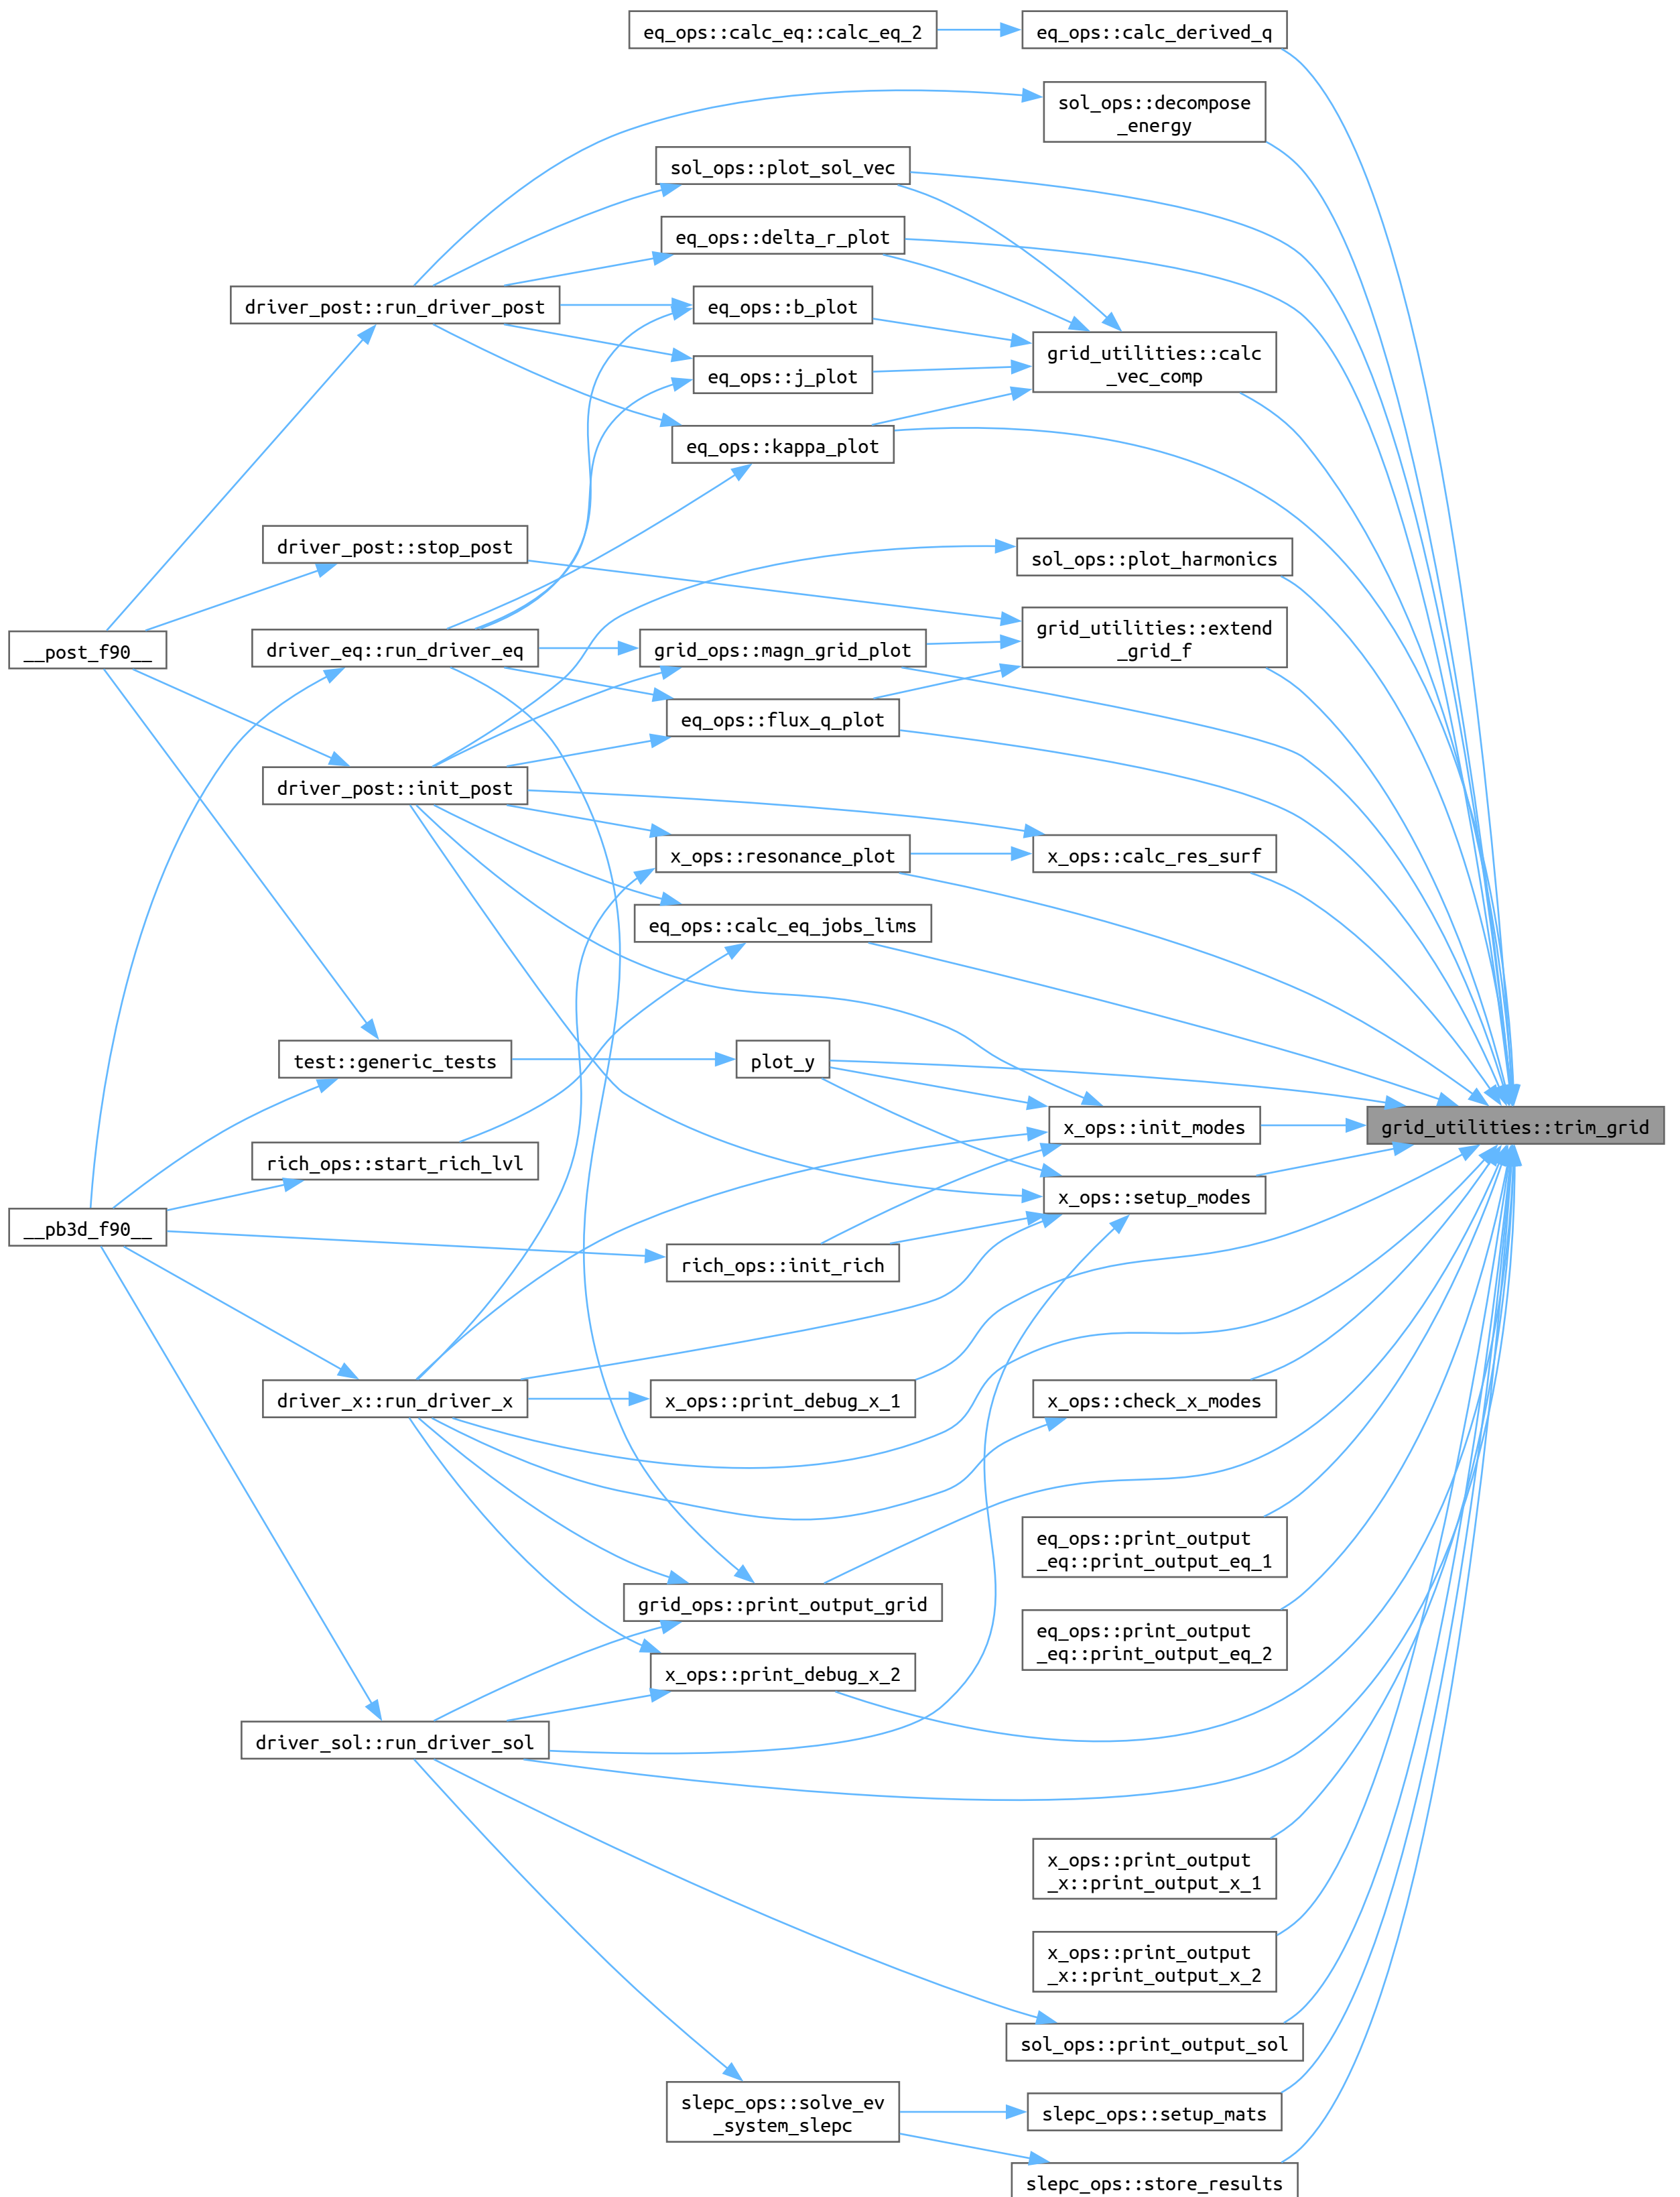 eq_ops::calc_eq::calc_eq_2
eq_ops::calc_derived_q
sol_ops::decompose
_energy
sol_ops::plot_sol_vec
eq_ops::delta_r_plot
driver_post::run_driver_post
eq_ops::b_plot
grid_utilities::calc
_vec_comp
eq_ops::j_plot
eq_ops::kappa_plot
driver_post::stop_post
sol_ops::plot_harmonics
__post_f90__
driver_eq::run_driver_eq
grid_ops::magn_grid_plot
grid_utilities::extend
_grid_f
eq_ops::flux_q_plot
driver_post::init_post
x_ops::resonance_plot
x_ops::calc_res_surf
eq_ops::calc_eq_jobs_lims
test::generic_tests
plot_y
x_ops::init_modes
grid_utilities::trim_grid
rich_ops::start_rich_lvl
x_ops::setup_modes
__pb3d_f90__
rich_ops::init_rich
driver_x::run_driver_x
x_ops::print_debug_x_1
x_ops::check_x_modes
eq_ops::print_output
_eq::print_output_eq_1
grid_ops::print_output_grid
eq_ops::print_output
_eq::print_output_eq_2
x_ops::print_debug_x_2
driver_sol::run_driver_sol
x_ops::print_output
_x::print_output_x_1
x_ops::print_output
_x::print_output_x_2
sol_ops::print_output_sol
slepc_ops::solve_ev
_system_slepc
slepc_ops::setup_mats
slepc_ops::store_results